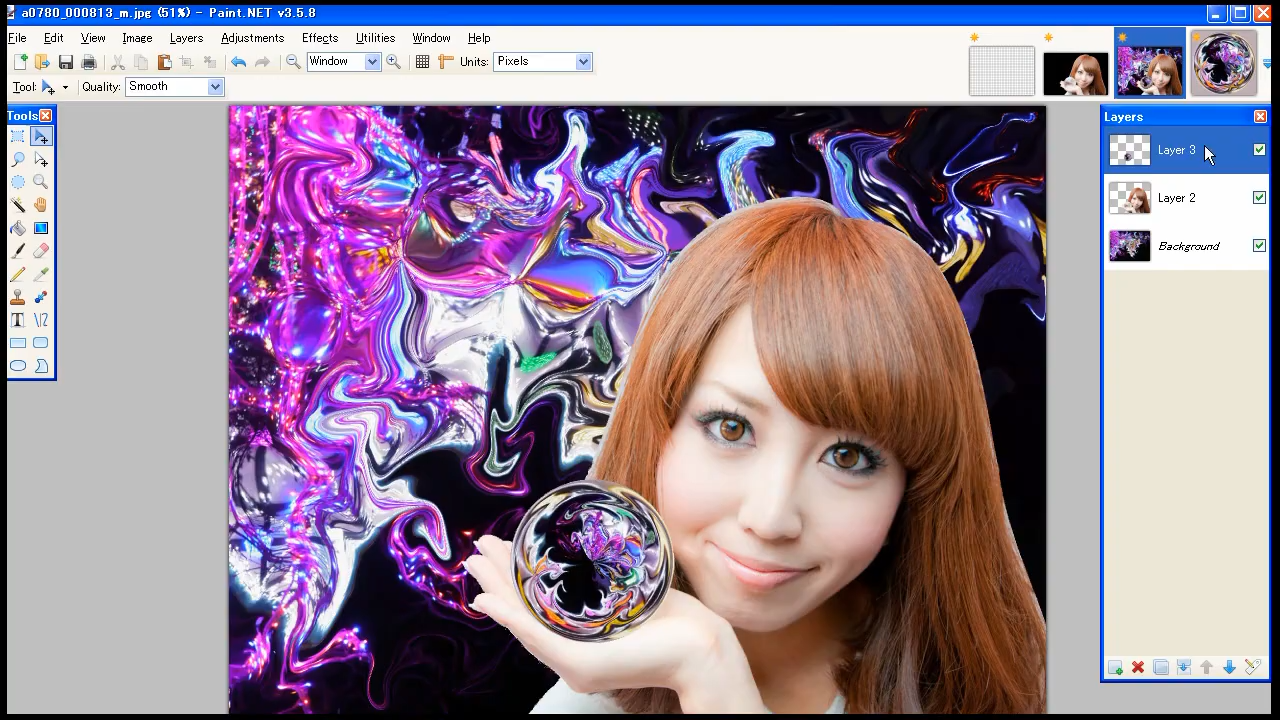 a0780_000813_m.jpg (51%) - Paint.NET v3.5.8
File Edit View Image Layers Adjustments Effects Utilities Window Help
Window Units: Pixels
Tool: Quality: Smooth
Tools
Layers
Layer 3
Layer 2
Background